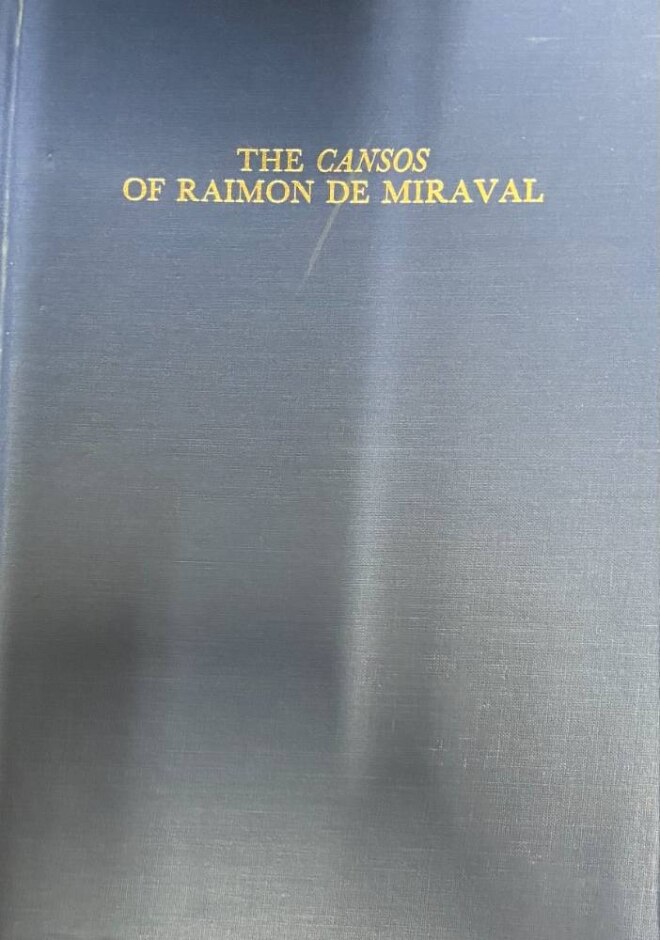 THE CANSOS
OF RAIMON DE MIRAVAL